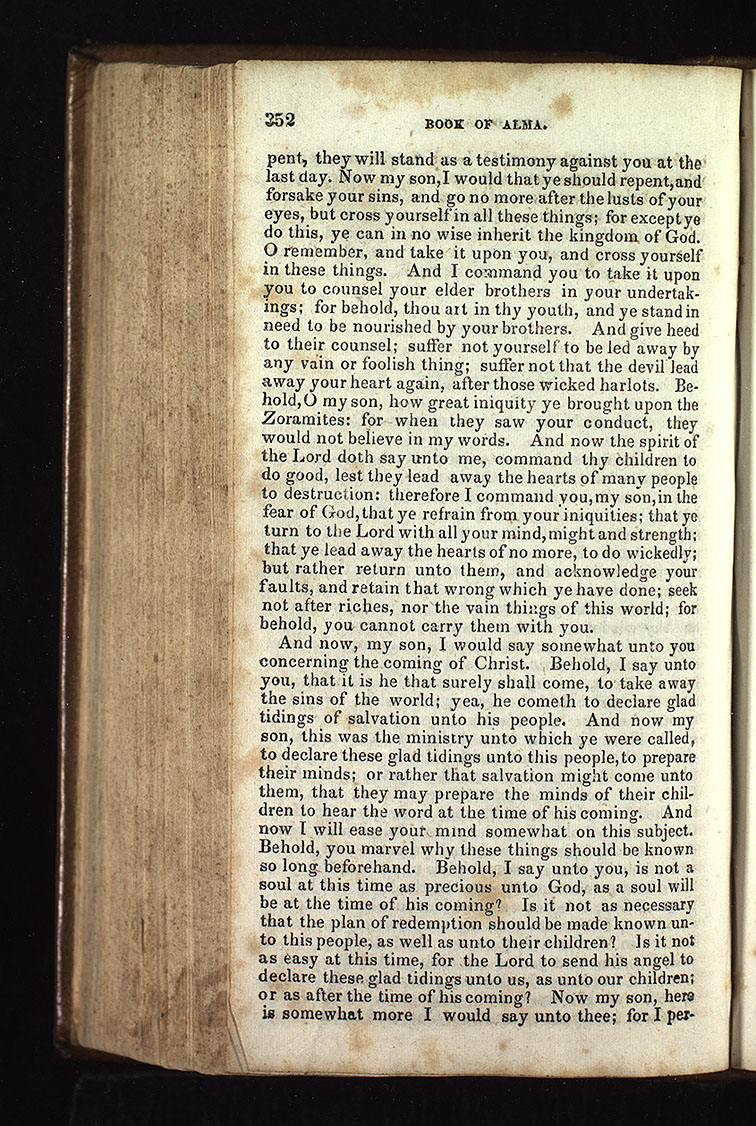 352
BOOK OF ALMA.
pent, they will stand as a testimony against you at the
last day. Now my son, I would that ye should repent, and
forsake your sins, and go no more after the lusts of your
eyes, but cross yourself in all these things; for except ye
do this, ye can in no wise inherit the kingdom of God.
O remember, and take it upon you, and cross yourself
in these things. And I command you to take it upon
you to counsel your elder brothers in your undertak-
ings; for behold, thou art in thy youth, and ye stand in
need to be nourished by your brothers. And give heed
to their counsel; suffer not yourself to be led away by
any vain or foolish thing; suffer not that the devil lead
away your heart again, after those wicked harlots. Be-
hold, O my son, how great iniquity ye brought upon the
Zoramites: for when they saw your conduct, they
would not believe in my words. And now the spirit of
the Lord doth say unto me, command thy children to
do good, lest they lead away the hearts of many people
to destruction: therefore I command you, my son, in the
fear of God, that ye refrain from your iniquities; that ye
turn to the Lord with all your mind, might and strength;
that ye lead away the hearts of no more, to do wickedly;
but rather return unto them, and acknowledge your
faults, and retain that wrong which ye have done; seek
not after riches, nor the vain things of this world; for
behold, you cannot carry them with you.
And now, my son, I would say somewhat unto you
concerning the coming of Christ. Behold, I say unto
you, that it is he that surely shall come, to take away
the sins of the world; yea, he cometh to declare glad
tidings of salvation unto his people. And now my
son, this was the ministry unto which ye were called,
to declare these glad tidings unto this people, to prepare
their minds; or rather that salvation might come unto
them, that they may prepare the minds of their chil-
dren to hear the word at the time of his coming. And
now I will ease your mind somewhat on this subject.
Behold, you marvel why these things should be known
so long beforehand. Behold, I say unto you, is not a
soul at this time as precious unto God, as a soul will
be at the time of his coming? Is it not as necessary
that the plan of redemption should be made known un-
to this people, as well as unto their children? Is it not
as easy at this time, for the Lord to send his angel to
declare these glad tidings unto us, as unto our children;
or as after the time of his coming? Now my son, here
is somewhat more I would say unto thee; for I per-